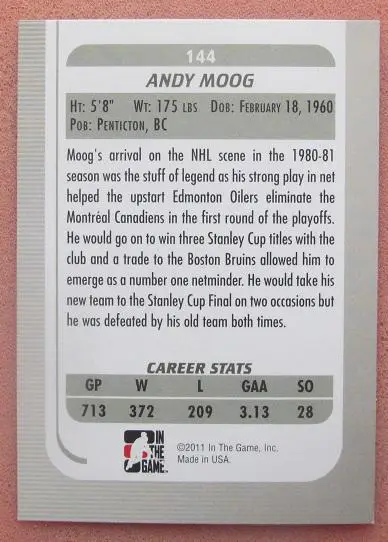 144
ANDY MOOG
HT: 5'8" WT: 175 LBS DOB: FEBRUARY 18, 1960
POB: PENTICTON, BC
Moog's arrival on the NHL scene in the 1980-81
season was the stuff of legend as his strong play in net
helped the upstart Edmonton Oilers eliminate the
Montréal Canadiens in the first round of the playoffs.
He would go on to win three Stanley Cup titles with the
club and a trade to the Boston Bruins allowed him to
emerge as a number one netminder. He would take his
new team to the Stanley Cup Final on two occasions but
he was defeated by his old team both times.
CAREER STATS
GP W L GAA SO
713 372 209 3.13 28
IN
THE
GAME
©2011 In The Game, Inc.
Made in USA.